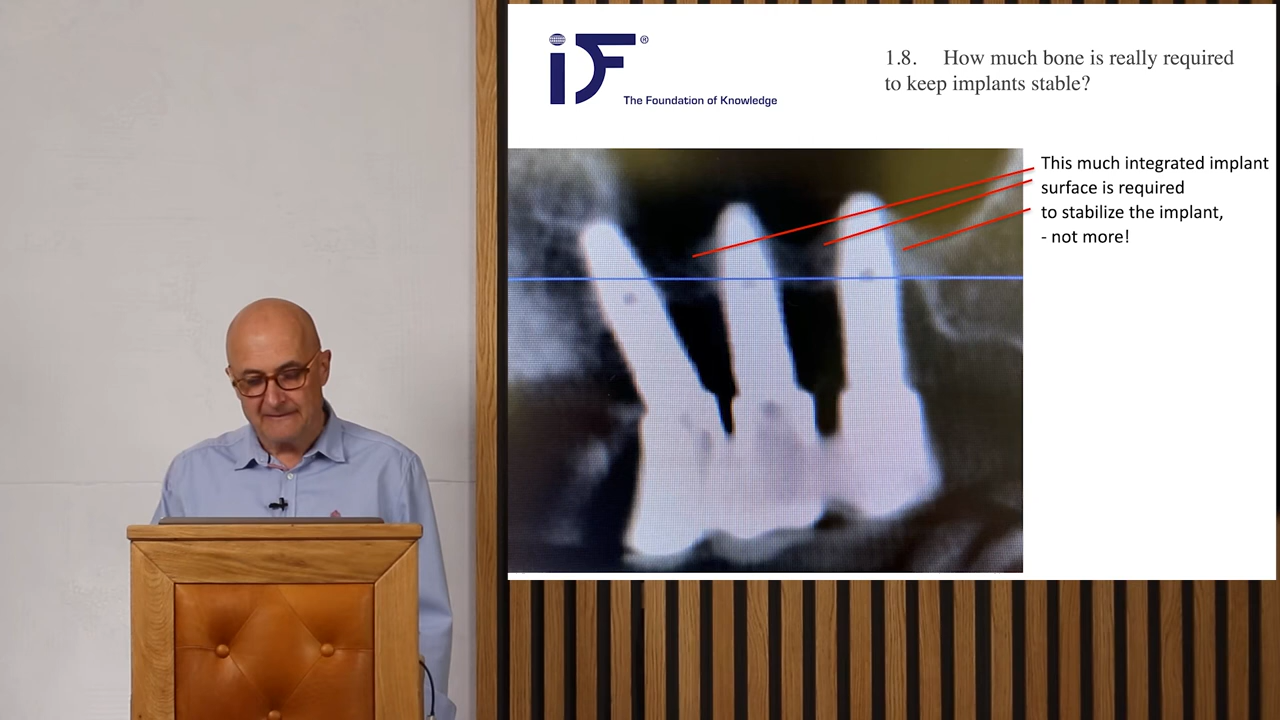 iF®
The Foundation of Knowledge
1.8. How much bone is really required
to keep implants stable?
This much integrated implant
surface is required
to stabilize the implant,
- not more!